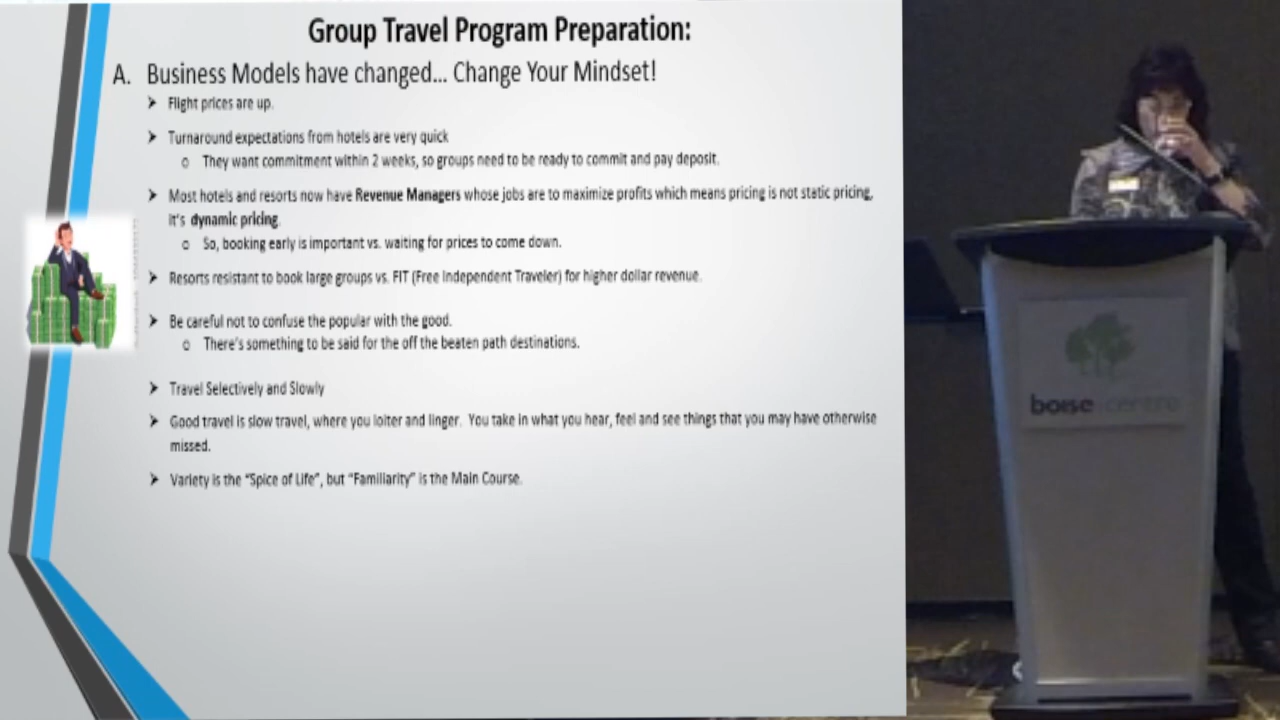 Group Travel Program Preparation:
A. Business Models have changed... Change Your Mindset!
➤ Flight prices are up.
➤ Turnaround expectations from hotels are very quick
o They want commitment within 2 weeks, so groups need to be ready to commit and pay deposit.
➤ Most hotels and resorts now have Revenue Managers whose jobs are to maximize profits which means pricing is not static pricing,
it's dynamic pricing.
o So, booking early is important vs. waiting for prices to come down.
➤ Resorts resistant to book large groups vs. FIT (Free Independent Traveler) for higher dollar revenue.
➤ Be careful not to confuse the popular with the good.
o There's something to be said for the off the beaten path destinations.
➤ Travel Selectively and Slowly
➤ Good travel is slow travel, where you loiter and linger. You take in what you hear, feel and see things that you may have otherwise
missed.
➤ Variety is the "Spice of Life", but "Familiarity" is the Main Course.
boise centre